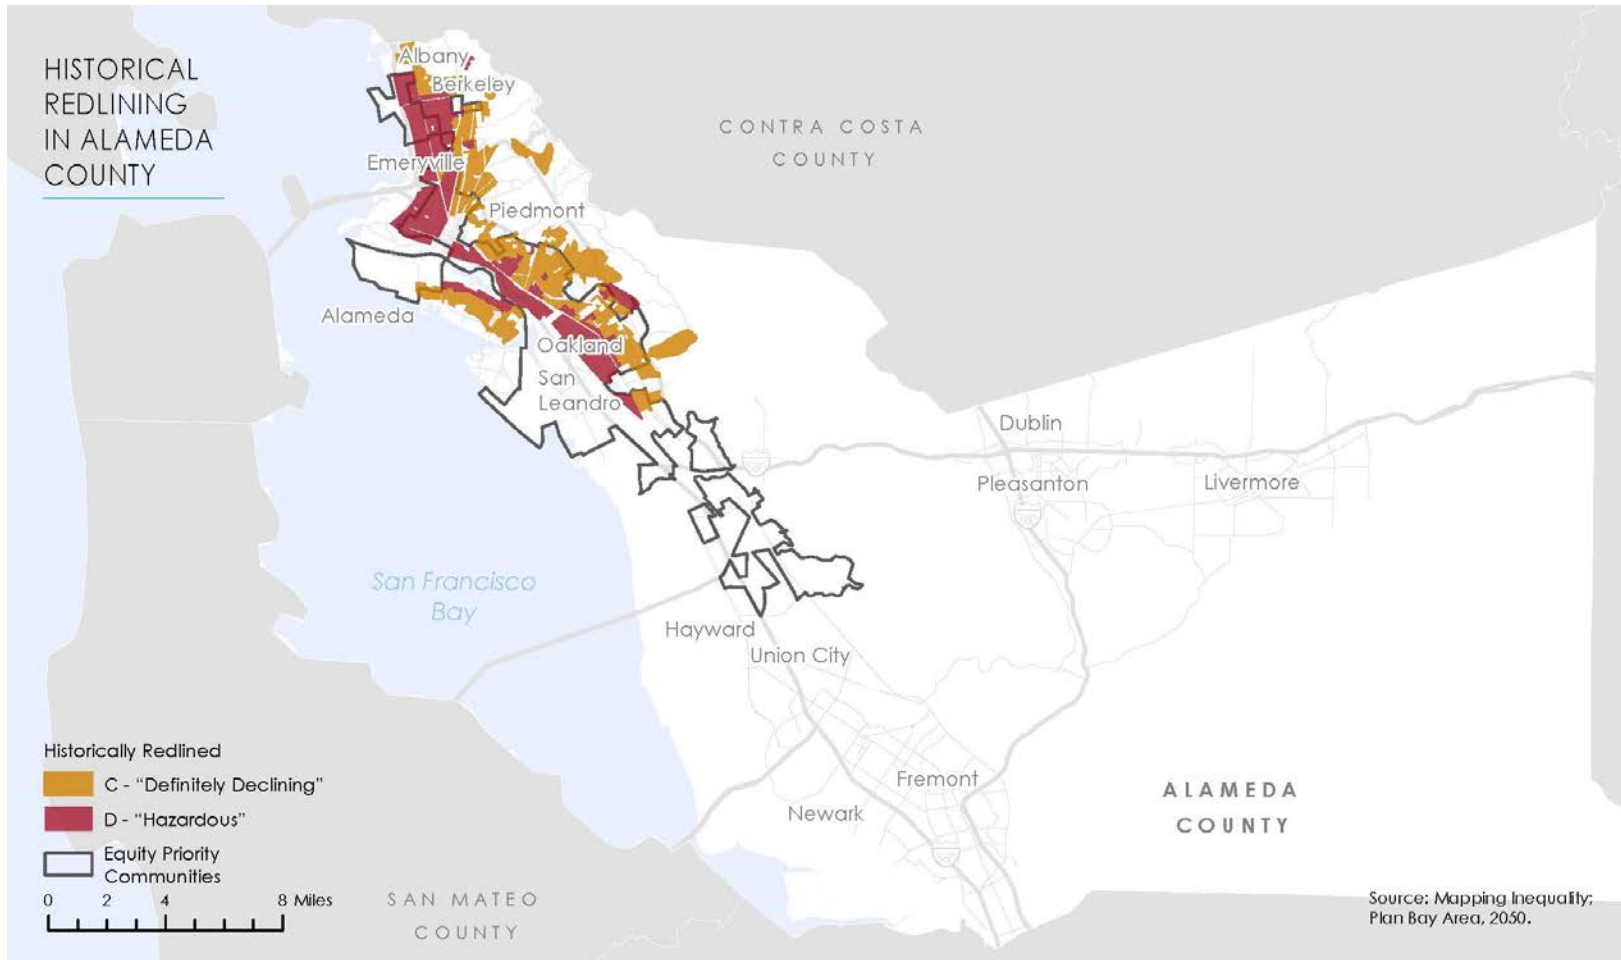 HISTORICAL
REDLINING
IN ALAMEDA
COUNTY
Albany
Berkeley
Emeryville
Piedmont
Alameda
Oakland
San
Leandro
CONTRA COSTA
COUNTY
Dublin
Pleasanton
Livermore
San Francisco
Bay
Hayward
Union City
Fremont
Newark
ALAMEDA
COUNTY
SAN MATEO
COUNTY
Historically Redlined
C - “Definitely Declining”
D - “Hazardous”
Equity Priority
Communities
0 2 4 8 Miles
Source: Mapping Inequality;
Plan Bay Area, 2050.